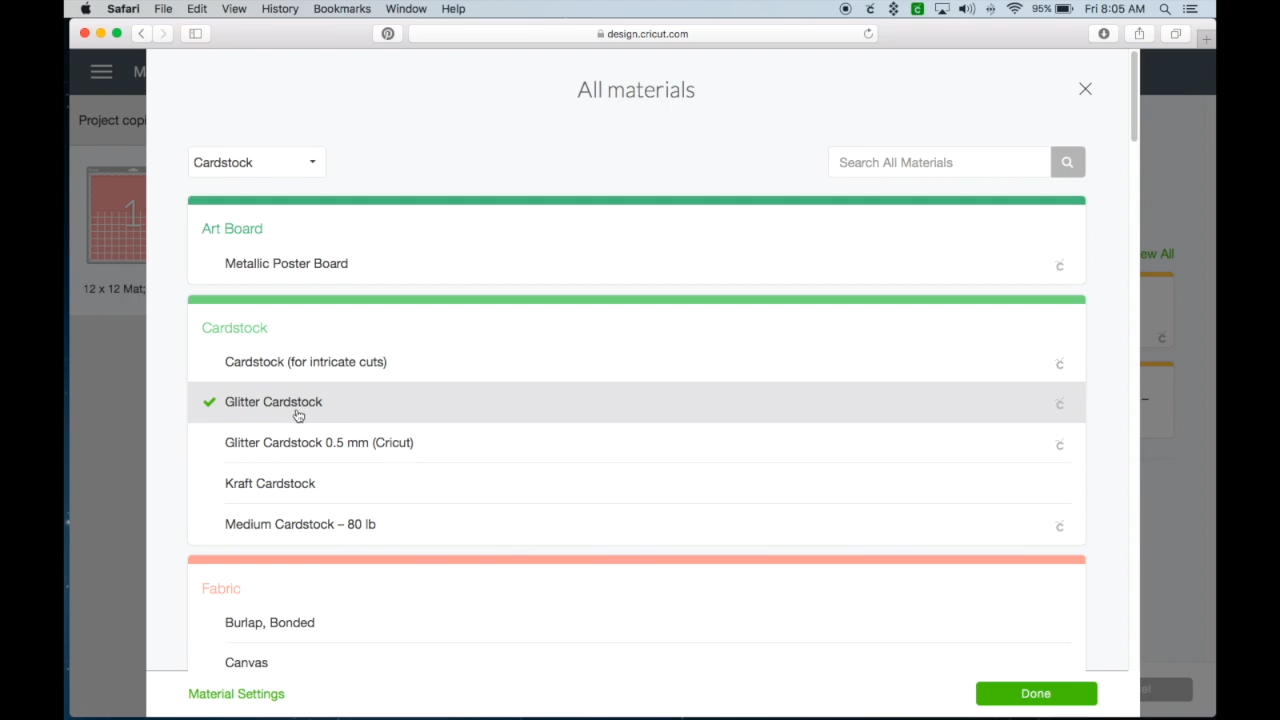 Safari File Edit View History Bookmarks Window Help 95% Fri 8:05 AM
design.cricut.com
M
All materials
Project copi
Cardstock
Search All Materials
1
Art Board
Metallic Poster Board
ew All
12 x 12 Mat;
Cardstock
Cardstock (for intricate cuts)
Glitter Cardstock
Glitter Cardstock 0.5 mm (Cricut)
Kraft Cardstock
Medium Cardstock – 80 lb
Fabric
Burlap, Bonded
Canvas
Material Settings
Done